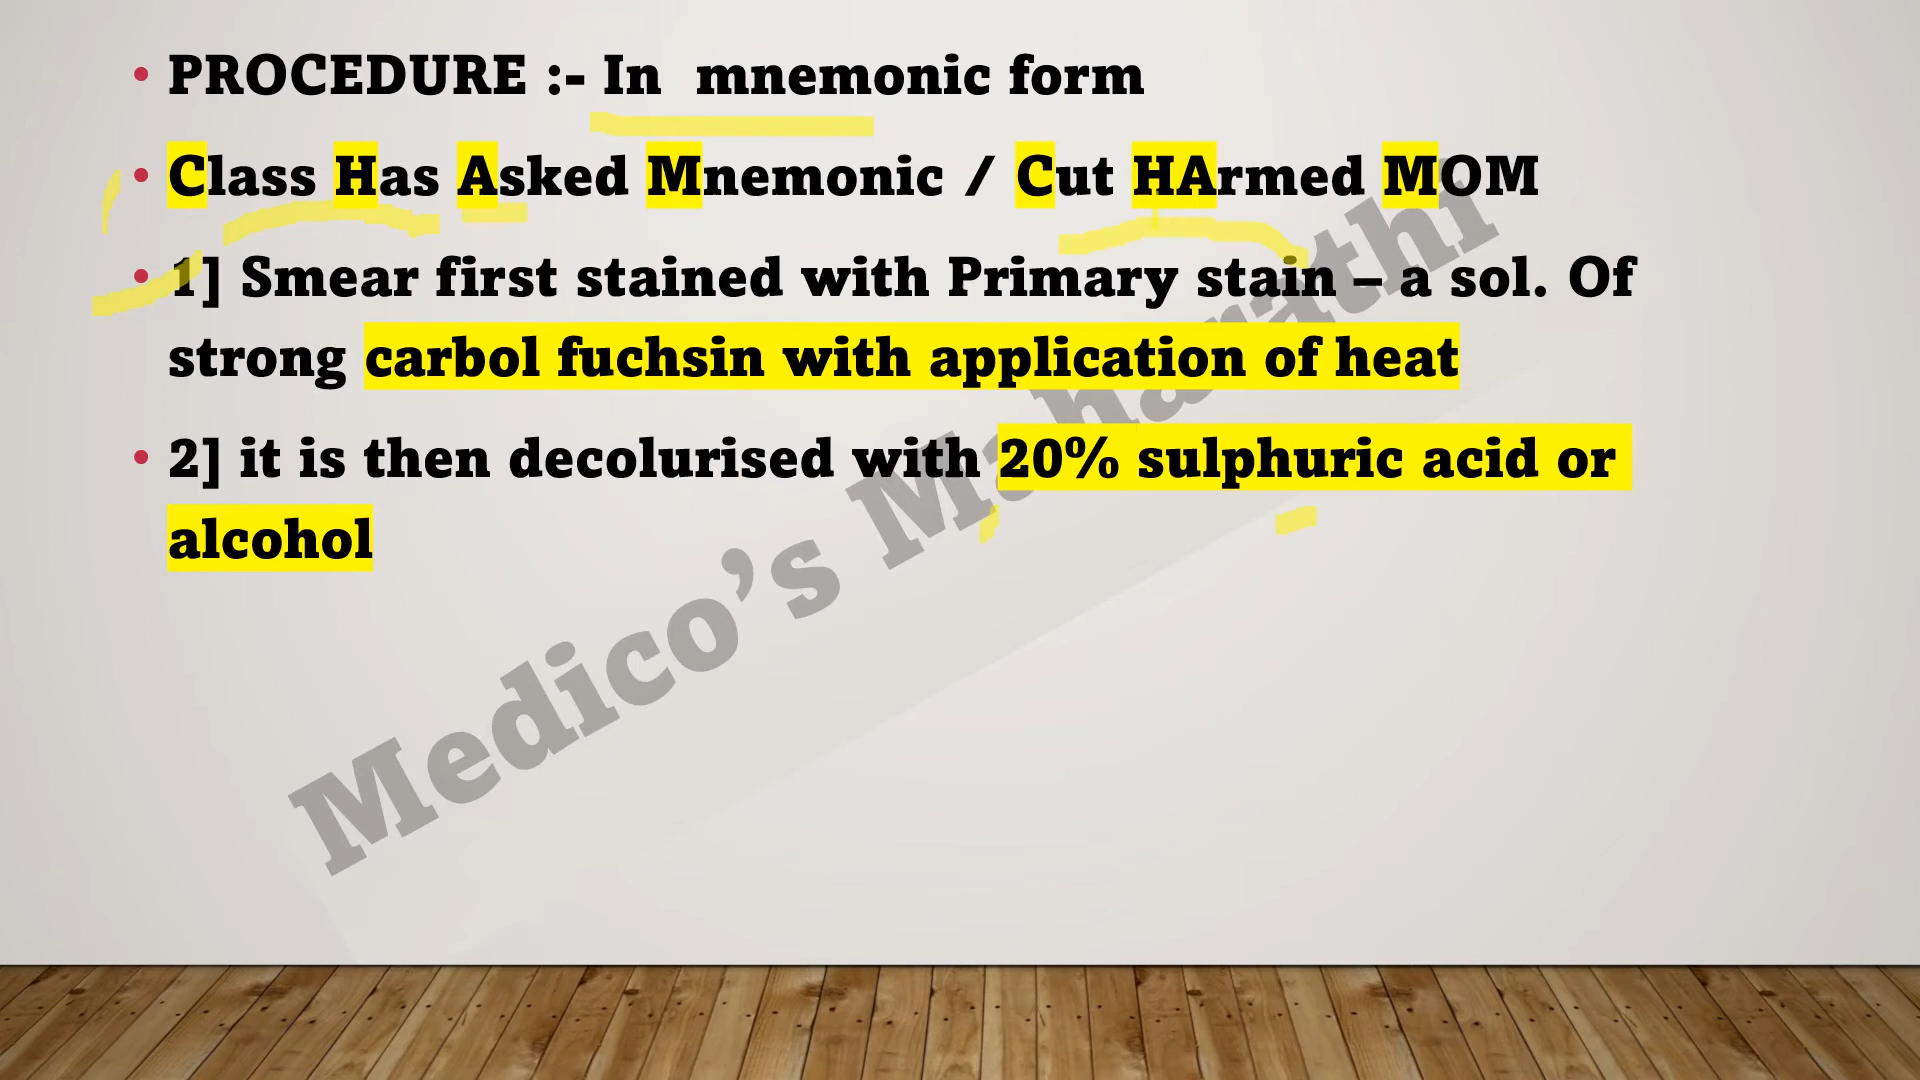 PROCEDURE :- In mnemonic form
Class Has Asked Mnemonic / Cut HArmed MOM
1] Smear first stained with Primary stain – a sol. Of
strong carbol fuchsin with application of heat
2] it is then decolurised with 20% sulphuric acid or
alcohol
Medico’s Maharathi